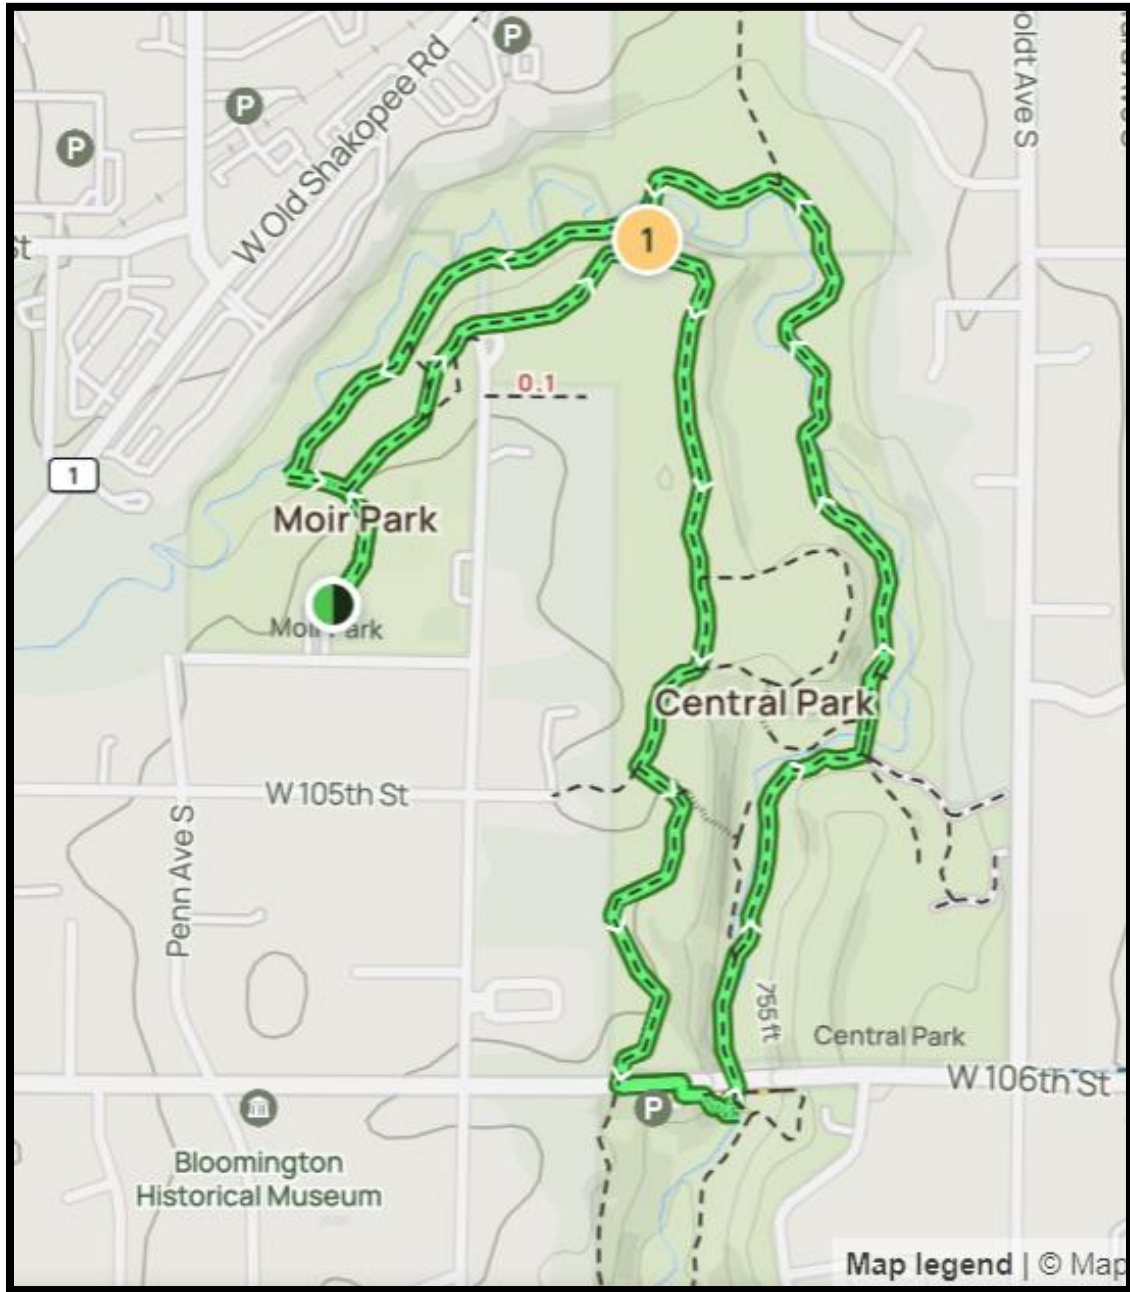 P
P
P
W Old Shakopee Rd
oldt Ave S
St
1
0.1
1
Moir Park
Moir Park
Central Park
W 105th St
Penn Ave S
755 ft
Central Park
W 106th St
P
Bloomington
Historical Museum
Map legend | © Map